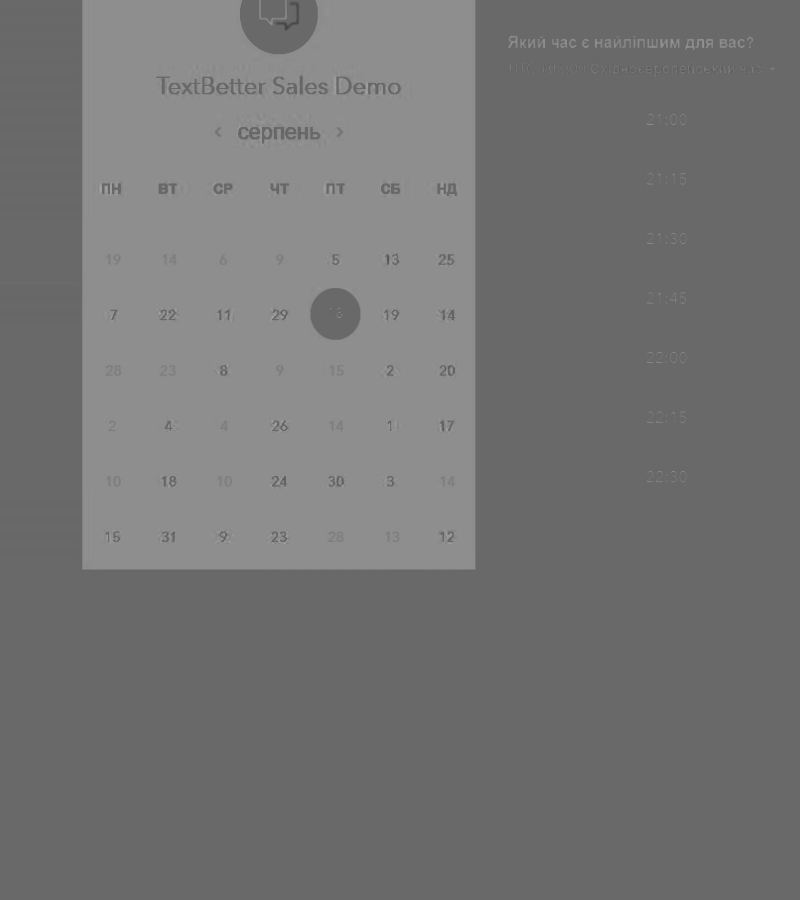 TextBetter Sales Demo
‹ серпень ›
ПН ВТ СР ЧТ ПТ СБ НД
19 14 6 9 5 13 25
7 22 11 29 13 19 14
28 23 8 9 15 2 20
2 4 4 26 14 1 17
10 18 10 24 30 3 14
15 31 9 23 28 13 12
Який час є найліпшим для вас?
Східноєвропейський час
21:00
21:15
21:30
21:45
22:00
22:15
22:30